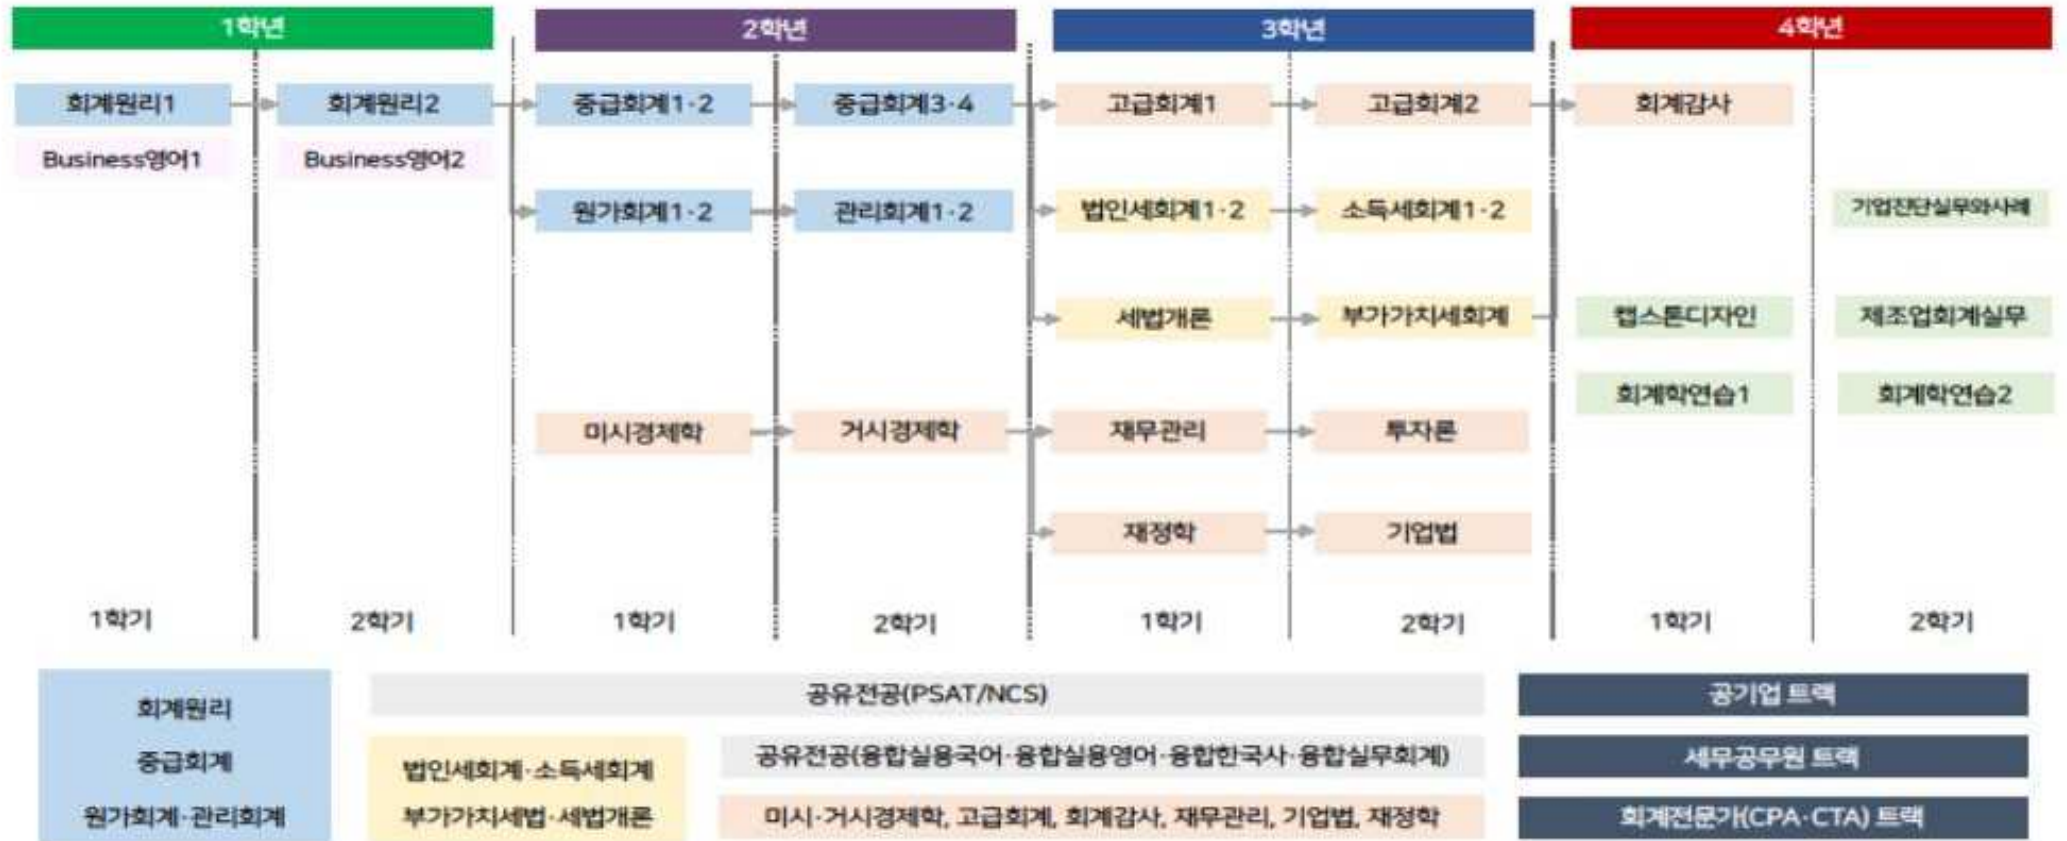 1학년 2학년 3학년 4학년
회계원리1 회계원리2 중급회계1·2 중급회계3·4 고급회계1 고급회계2 회계감사
Business영어1 Business영어2
원가회계1·2 관리회계1·2 법인세회계1·2 소득세회계1·2 기업진단실무와사례
세법개론 부가가치세회계 캡스톤디자인 제조업회계실무
회계학연습1 회계학연습2
미시경제학 거시경제학 재무관리 투자론
재정학 기업법
1학기 2학기 1학기 2학기 1학기 2학기 1학기 2학기
회계원리
중급회계
원가회계·관리회계
공유전공(PSAT/NCS)
법인세회계·소득세회계
부가가치세법·세법개론
공유전공(융합실용국어·융합실용영어·융합한국사·융합실무회계)
미시·거시경제학, 고급회계, 회계감사, 재무관리, 기업법, 재정학
공기업 트랙
세무공무원 트랙
회계전문가(CPA·CTA) 트랙